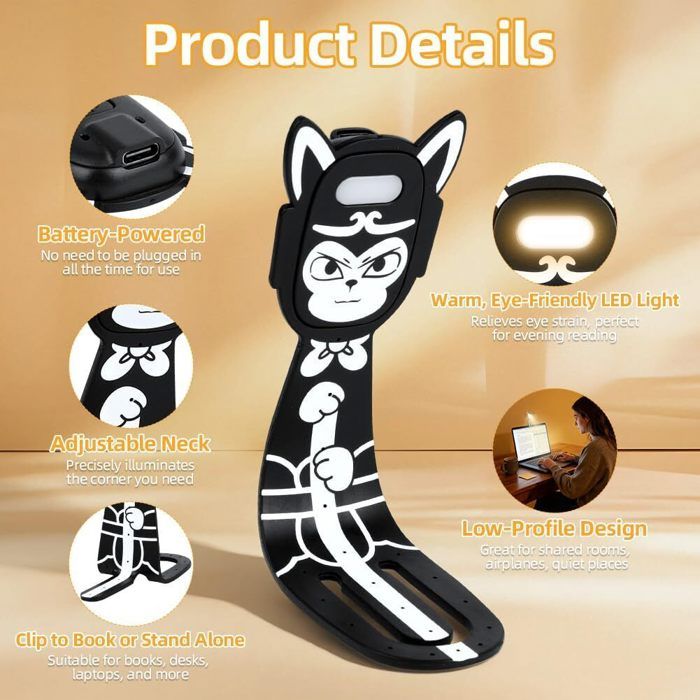 Product Details
Battery-Powered
No need to be plugged in
all the time for use
Warm, Eye-Friendly LED Light
Relieves eye strain, perfect
for evening reading
Adjustable Neck
Precisely illuminates
the corner you need
Low-Profile Design
Great for shared rooms,
airplanes, quiet places
Clip to Book or Stand Alone
Suitable for books, desks,
laptops, and more